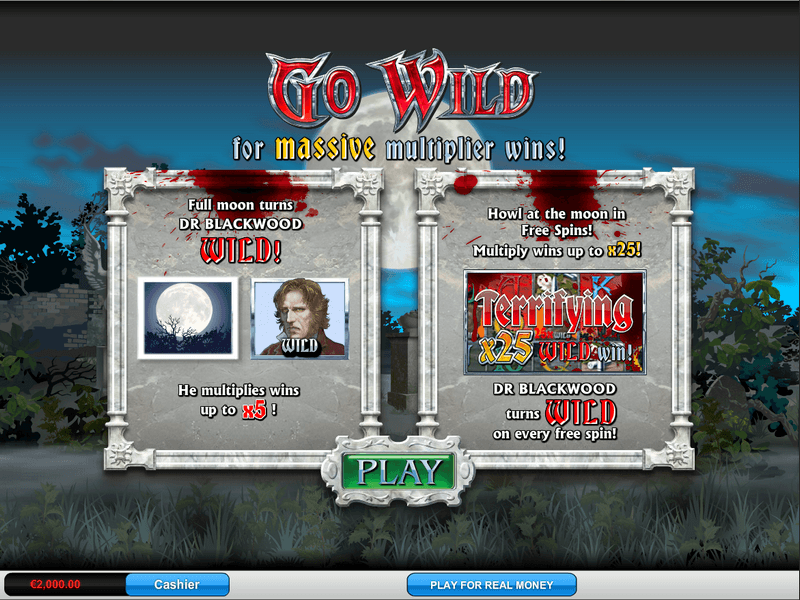 Go Wild
for massive multiplier wins!
Full moon turns
DR BLACKWOOD
WILD!
WILD
He multiplies wins
up to x5 !
Howl at the moon in
Free Spins!
Multiply wins up to x25!
Terrifying
x25 WILD win!
DR BLACKWOOD
turns WILD
on every free spin!
PLAY
€2,000.00
Cashier
PLAY FOR REAL MONEY